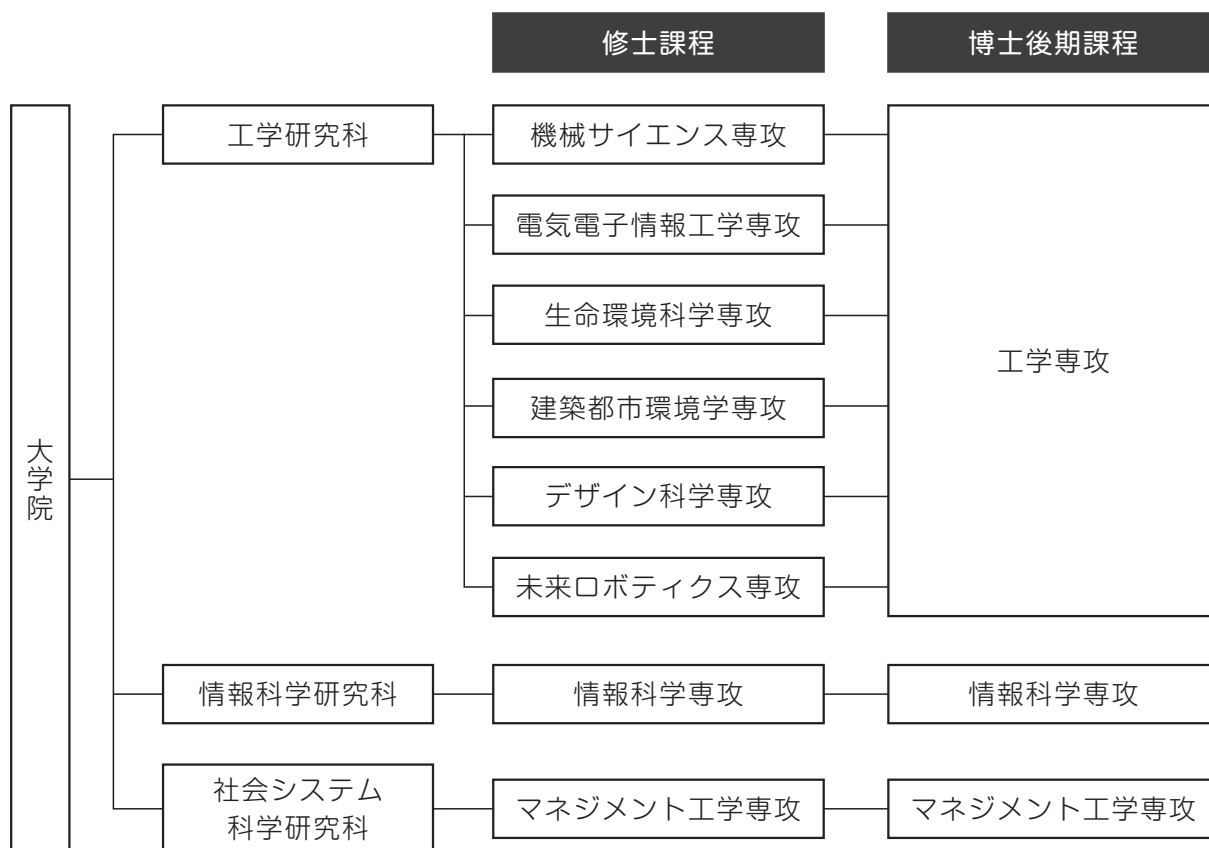 修士課程
博士後期課程
大学院
工学研究科
機械サイエンス専攻
電気電子情報工学専攻
生命環境科学専攻
建築都市環境学専攻
デザイン科学専攻
未来ロボティクス専攻
工学専攻
情報科学研究科
情報科学専攻
情報科学専攻
社会システム
科学研究科
マネジメント工学専攻
マネジメント工学専攻